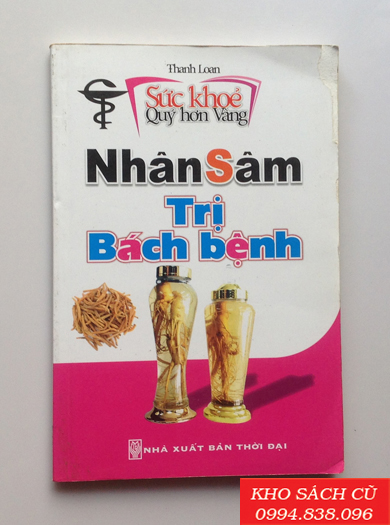 Thanh Loan
Sức khoẻ
Quý hơn Vàng
Nhân Sâm
Trị
Bách bệnh
NHÀ XUẤT BẢN THỜI ĐẠI
KHO SÁCH CŨ
0994.838.096